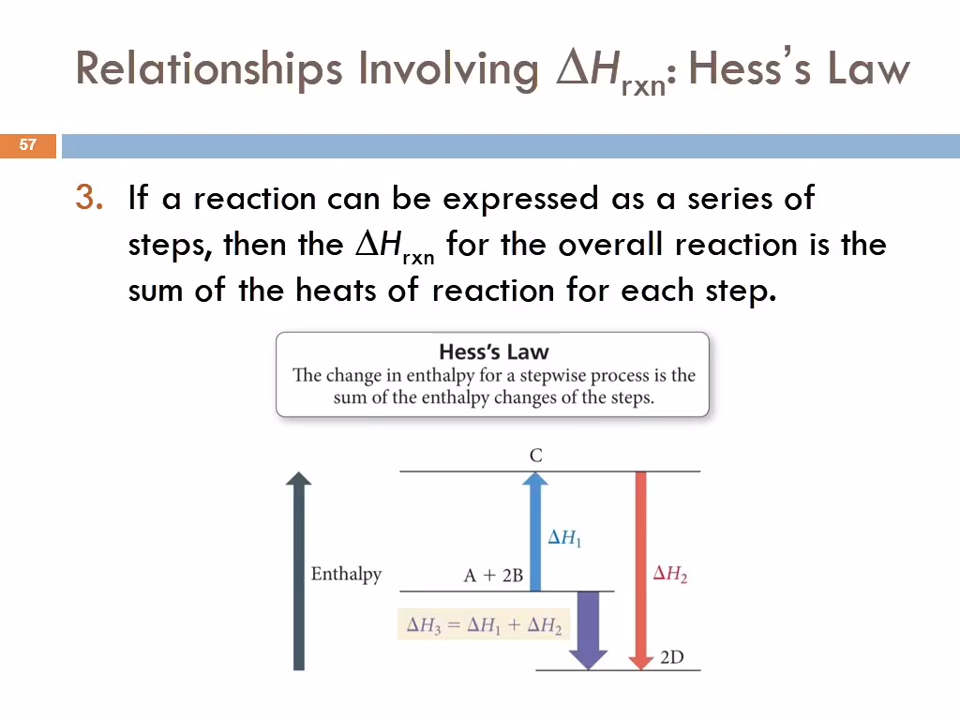 Relationships Involving ΔHrxn: Hess's Law
57
3. If a reaction can be expressed as a series of
steps, then the ΔHrxn for the overall reaction is the
sum of the heats of reaction for each step.
Hess's Law
The change in enthalpy for a stepwise process is the
sum of the enthalpy changes of the steps.
C
ΔH1
Enthalpy
A + 2B
ΔH2
ΔH3 = ΔH1 + ΔH2
2D